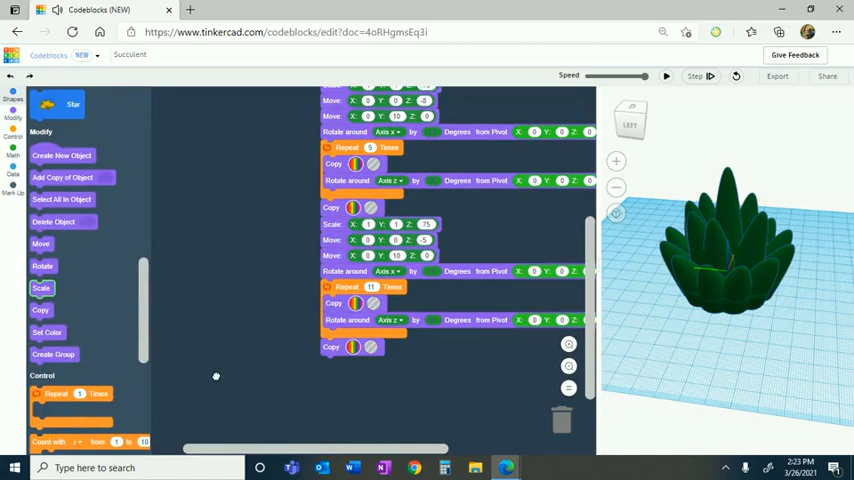 Codeblocks (NEW)
https://www.tinkercad.com/codeblocks/edit?doc=4oRHgmsEq3i
Codeblocks NEW
Succulent
Give Feedback
Speed
Step
Export
Share
Shapes
Modify
Control
Math
Data
Mark Up
Star
Modify
Create New Object
Add Copy of Object
Select All In Object
Delete Object
Move
Rotate
Scale
Copy
Set Color
Create Group
Control
Repeat 1 Times
Count with i from 1 to 10
Move: X: 0 Y: 0 Z: -8
Move: X: 0 Y: 10 Z: 0
Rotate around Axis x by Degrees from Pivot X: 0 Y: 0 Z: 0
Repeat 5 Times
Copy
Rotate around Axis z by Degrees from Pivot X: 0 Y: 0 Z: 0
Copy
Scale: X: 1 Y: 1 Z: .75
Move: X: 0 Y: 0 Z: -5
Move: X: 0 Y: 10 Z: 0
Rotate around Axis x by Degrees from Pivot X: 0 Y: 0 Z: 0
Repeat 11 Times
Copy
Rotate around Axis z by Degrees from Pivot X: 0 Y: 0 Z: 0
Copy
LEFT
Type here to search
2:23 PM
3/26/2021